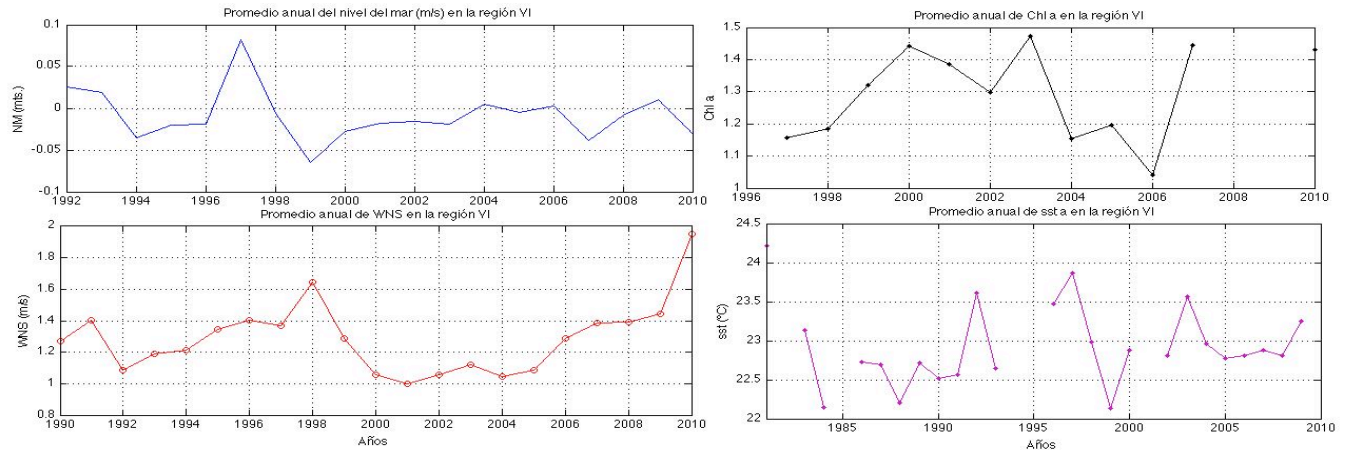 Promedio anual del nivel del mar (m/s) en la región VI
0.1
0.05
0
-0.05
-0.1
NM (mts.)
1992 1994 1996 1998 2000 2002 2004 2006 2008 2010
Promedio anual de Chl a en la región VI
1.5
1.4
1.3
1.2
1.1
1
Chl a
1996 1998 2000 2002 2004 2006 2008 2010
Promedio anual de WNS en la región VI
2
1.8
1.6
1.4
1.2
1
0.8
WNS (m/s)
1990 1992 1994 1996 1998 2000 2002 2004 2006 2008 2010
Años
Promedio anual de sst a en la región VI
24.5
24
23.5
23
22.5
22
sst (ºC)
1985 1990 1995 2000 2005 2010
Años